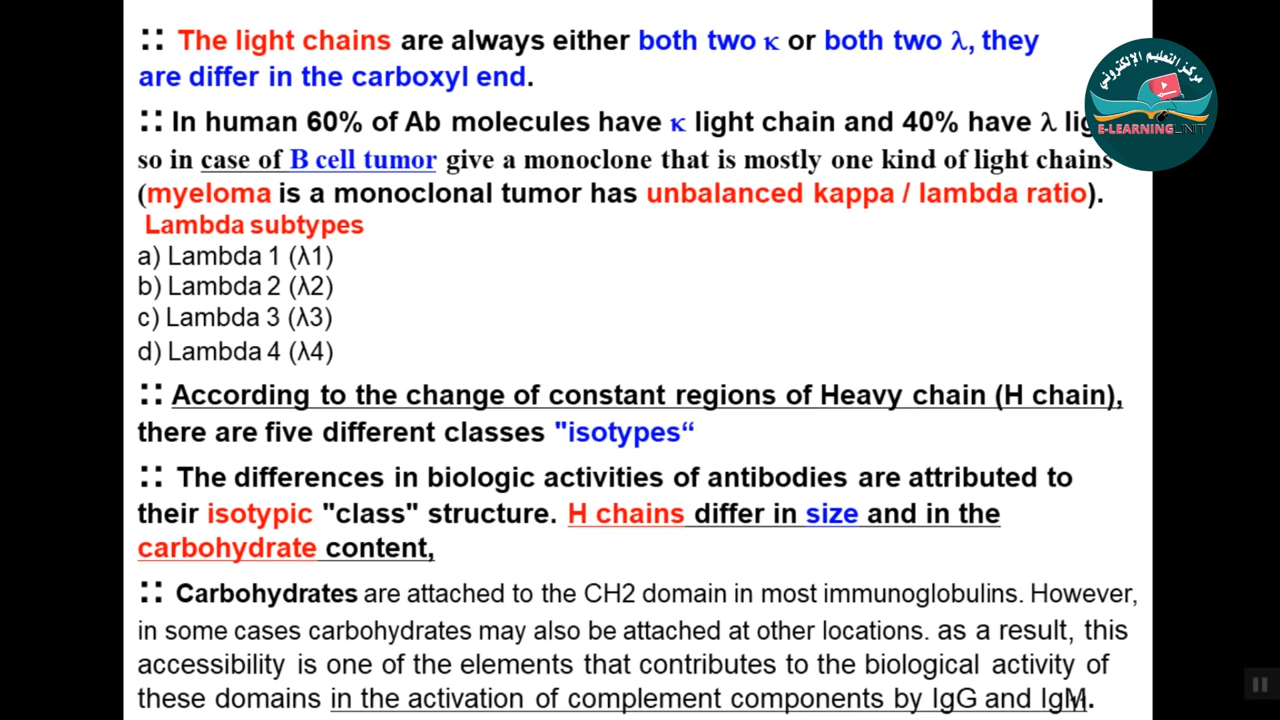 :: The light chains are always either both two κ or both two λ, they
are differ in the carboxyl end.
:: In human 60% of Ab molecules have κ light chain and 40% have λ lig
so in case of B cell tumor give a monoclone that is mostly one kind of light chains
(myeloma is a monoclonal tumor has unbalanced kappa / lambda ratio).
Lambda subtypes
a) Lambda 1 (λ1)
b) Lambda 2 (λ2)
c) Lambda 3 (λ3)
d) Lambda 4 (λ4)
:: According to the change of constant regions of Heavy chain (H chain),
there are five different classes "isotypes“
:: The differences in biologic activities of antibodies are attributed to
their isotypic "class" structure. H chains differ in size and in the
carbohydrate content,
:: Carbohydrates are attached to the CH2 domain in most immunoglobulins. However,
in some cases carbohydrates may also be attached at other locations. as a result, this
accessibility is one of the elements that contributes to the biological activity of
these domains in the activation of complement components by IgG and IgM.
مركز التعليم الإلكتروني
E-LEARNING UNIT